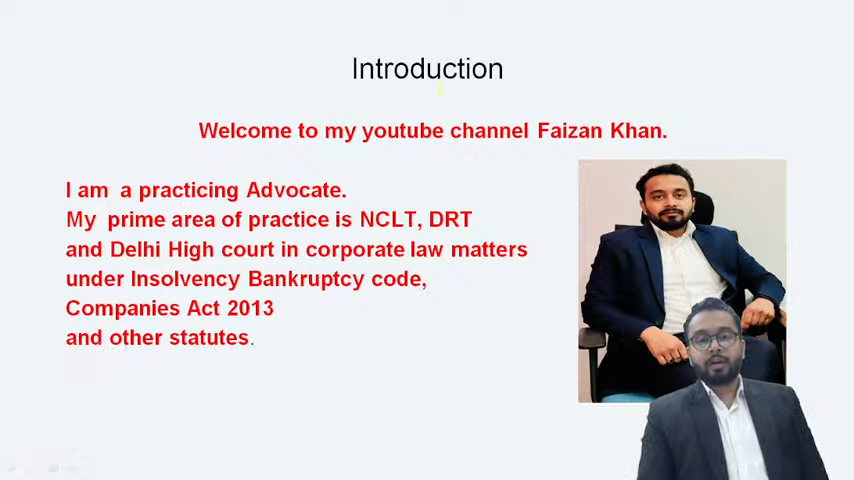 Introduction
Welcome to my youtube channel Faizan Khan.
I am a practicing Advocate.
My prime area of practice is NCLT, DRT
and Delhi High court in corporate law matters
under Insolvency Bankruptcy code,
Companies Act 2013
and other statutes.